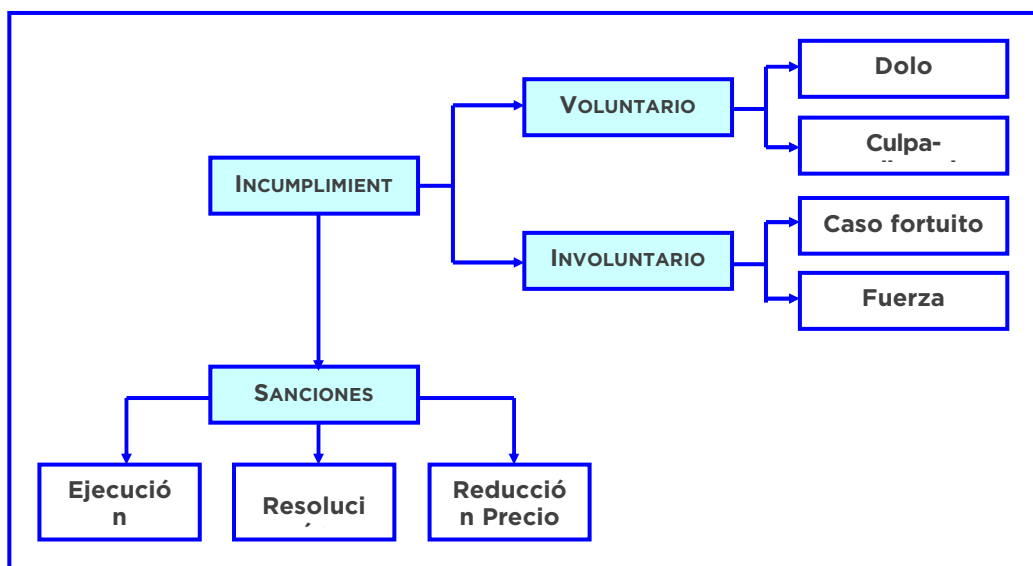 Dolo
VOLUNTARIO
Culpa-
INCUMPLIMIENT
Caso fortuito
INVOLUNTARIO
Fuerza
SANCIONES
Ejecució
n
Resoluci
Reducció
n Precio